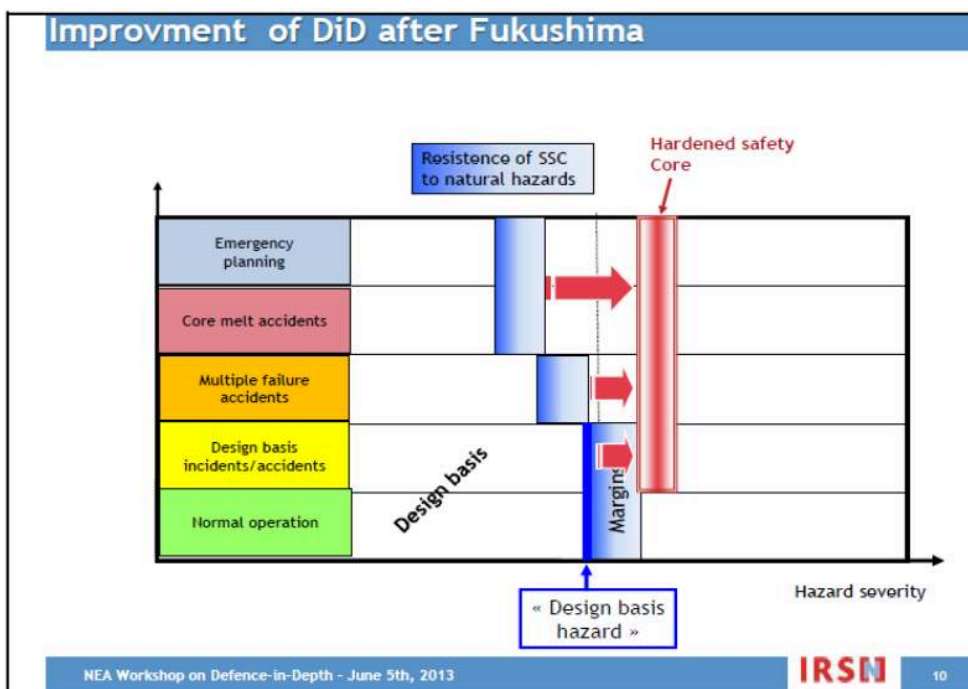 Improvment of DiD after Fukushima
Resistence of SSC
to natural hazards
Hardened safety
Core
Emergency
planning
Core melt accidents
Multiple failure
accidents
Design basis
incidents/accidents
Normal operation
Design basis
Margins
Hazard severity
« Design basis
hazard »
NEA Workshop on Defence-in-Depth - June 5th, 2013
IRSN
10